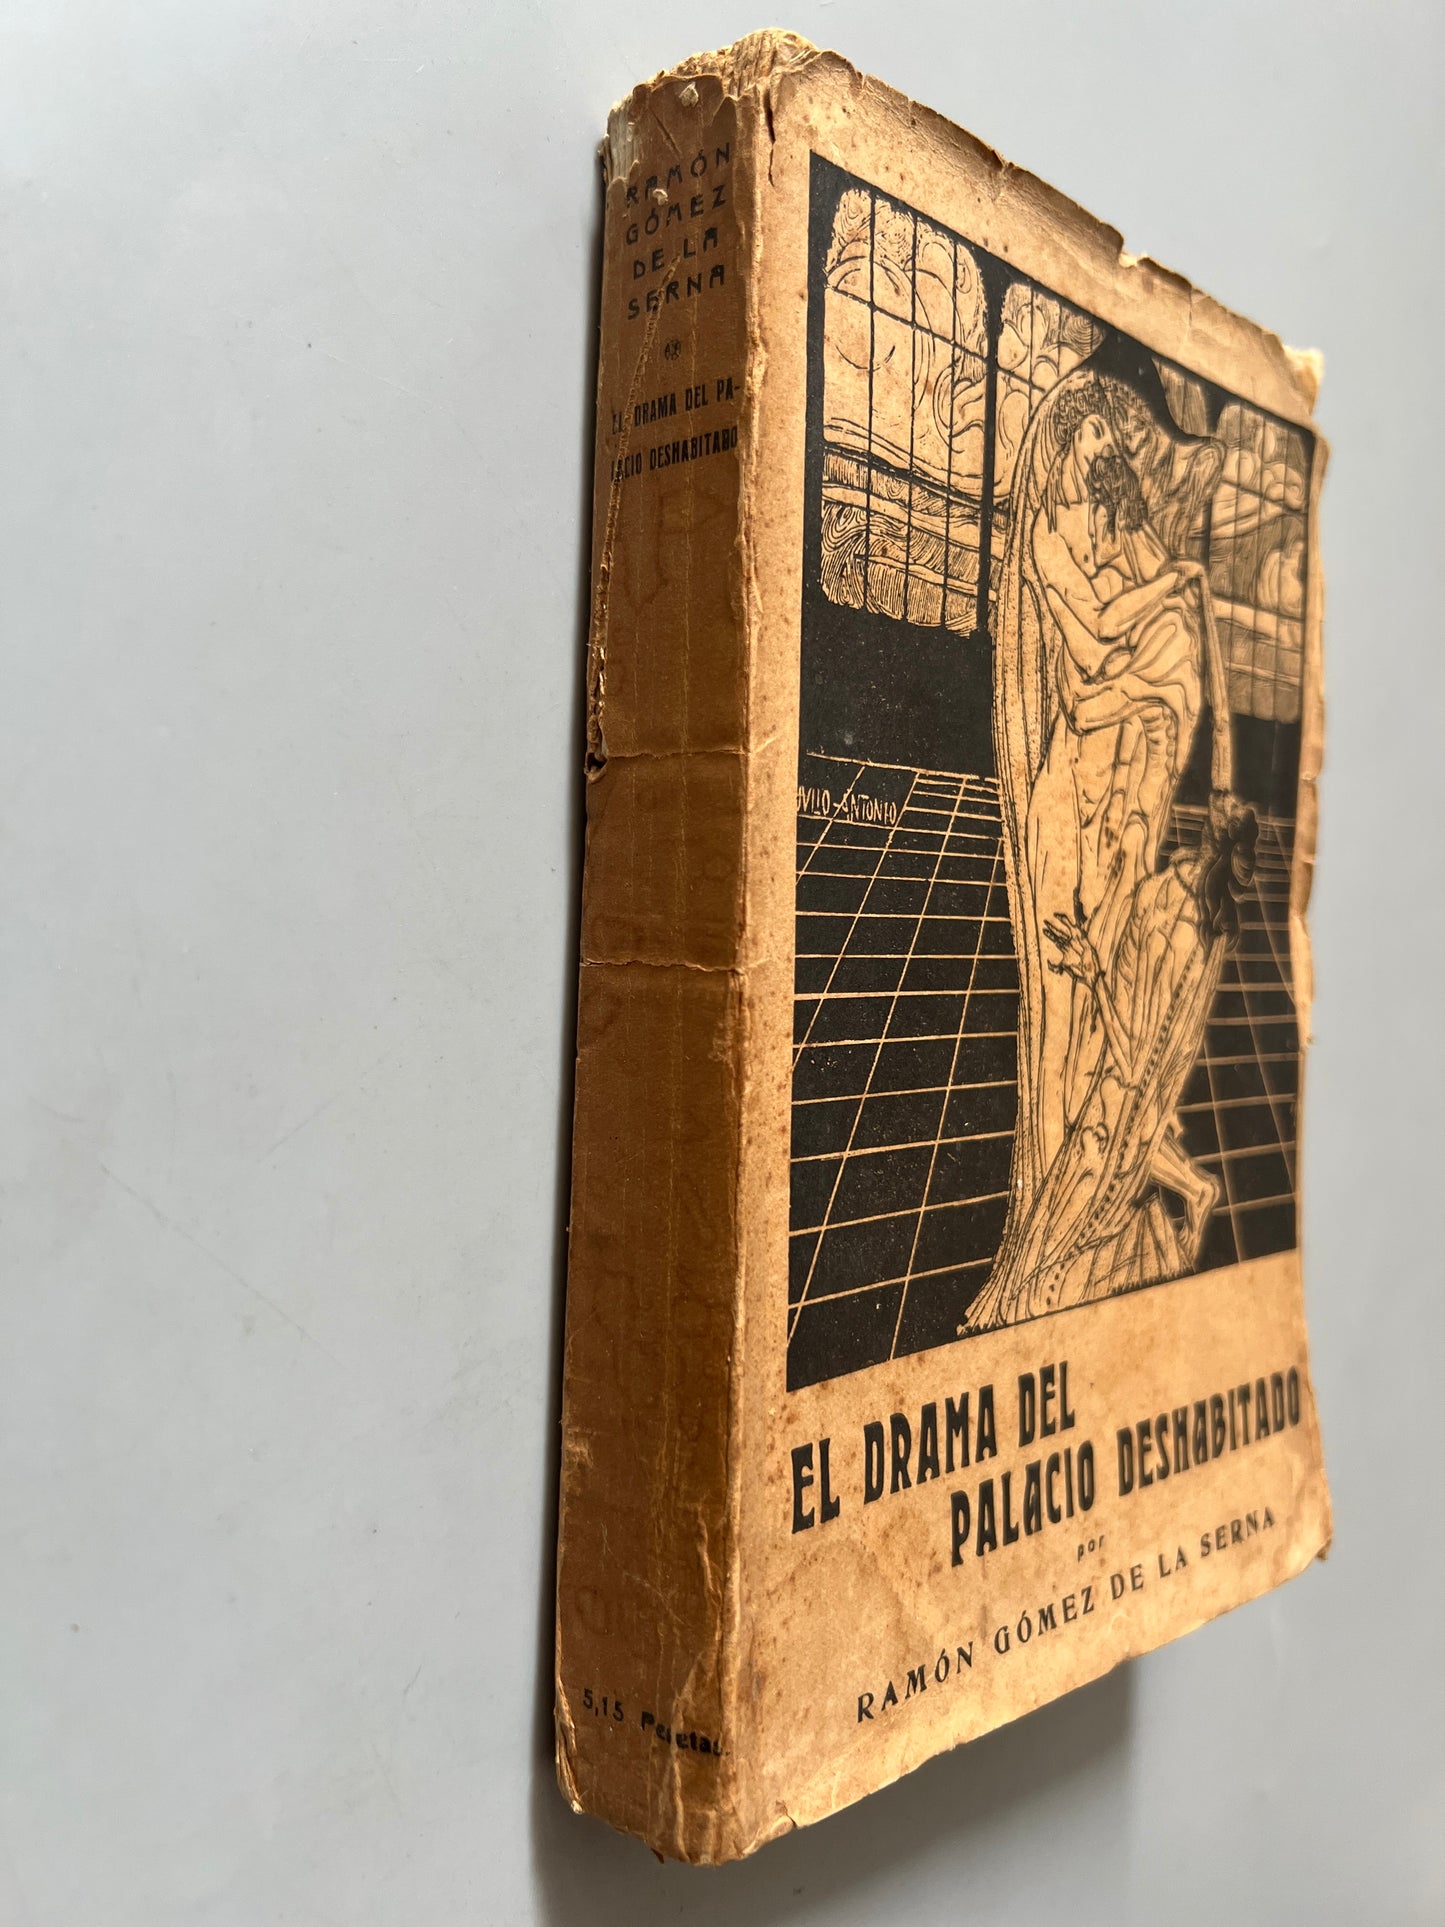 RAMÓN
GÓMEZ
DE LA
SERNA
EL DRAMA DEL PA-
LACIO DESHABITADO
5,15 Pesetas.
JVLIO-ANTONIO
EL DRAMA DEL
PALACIO DESHABITADO
por
RAMÓN GÓMEZ DE LA SERNA